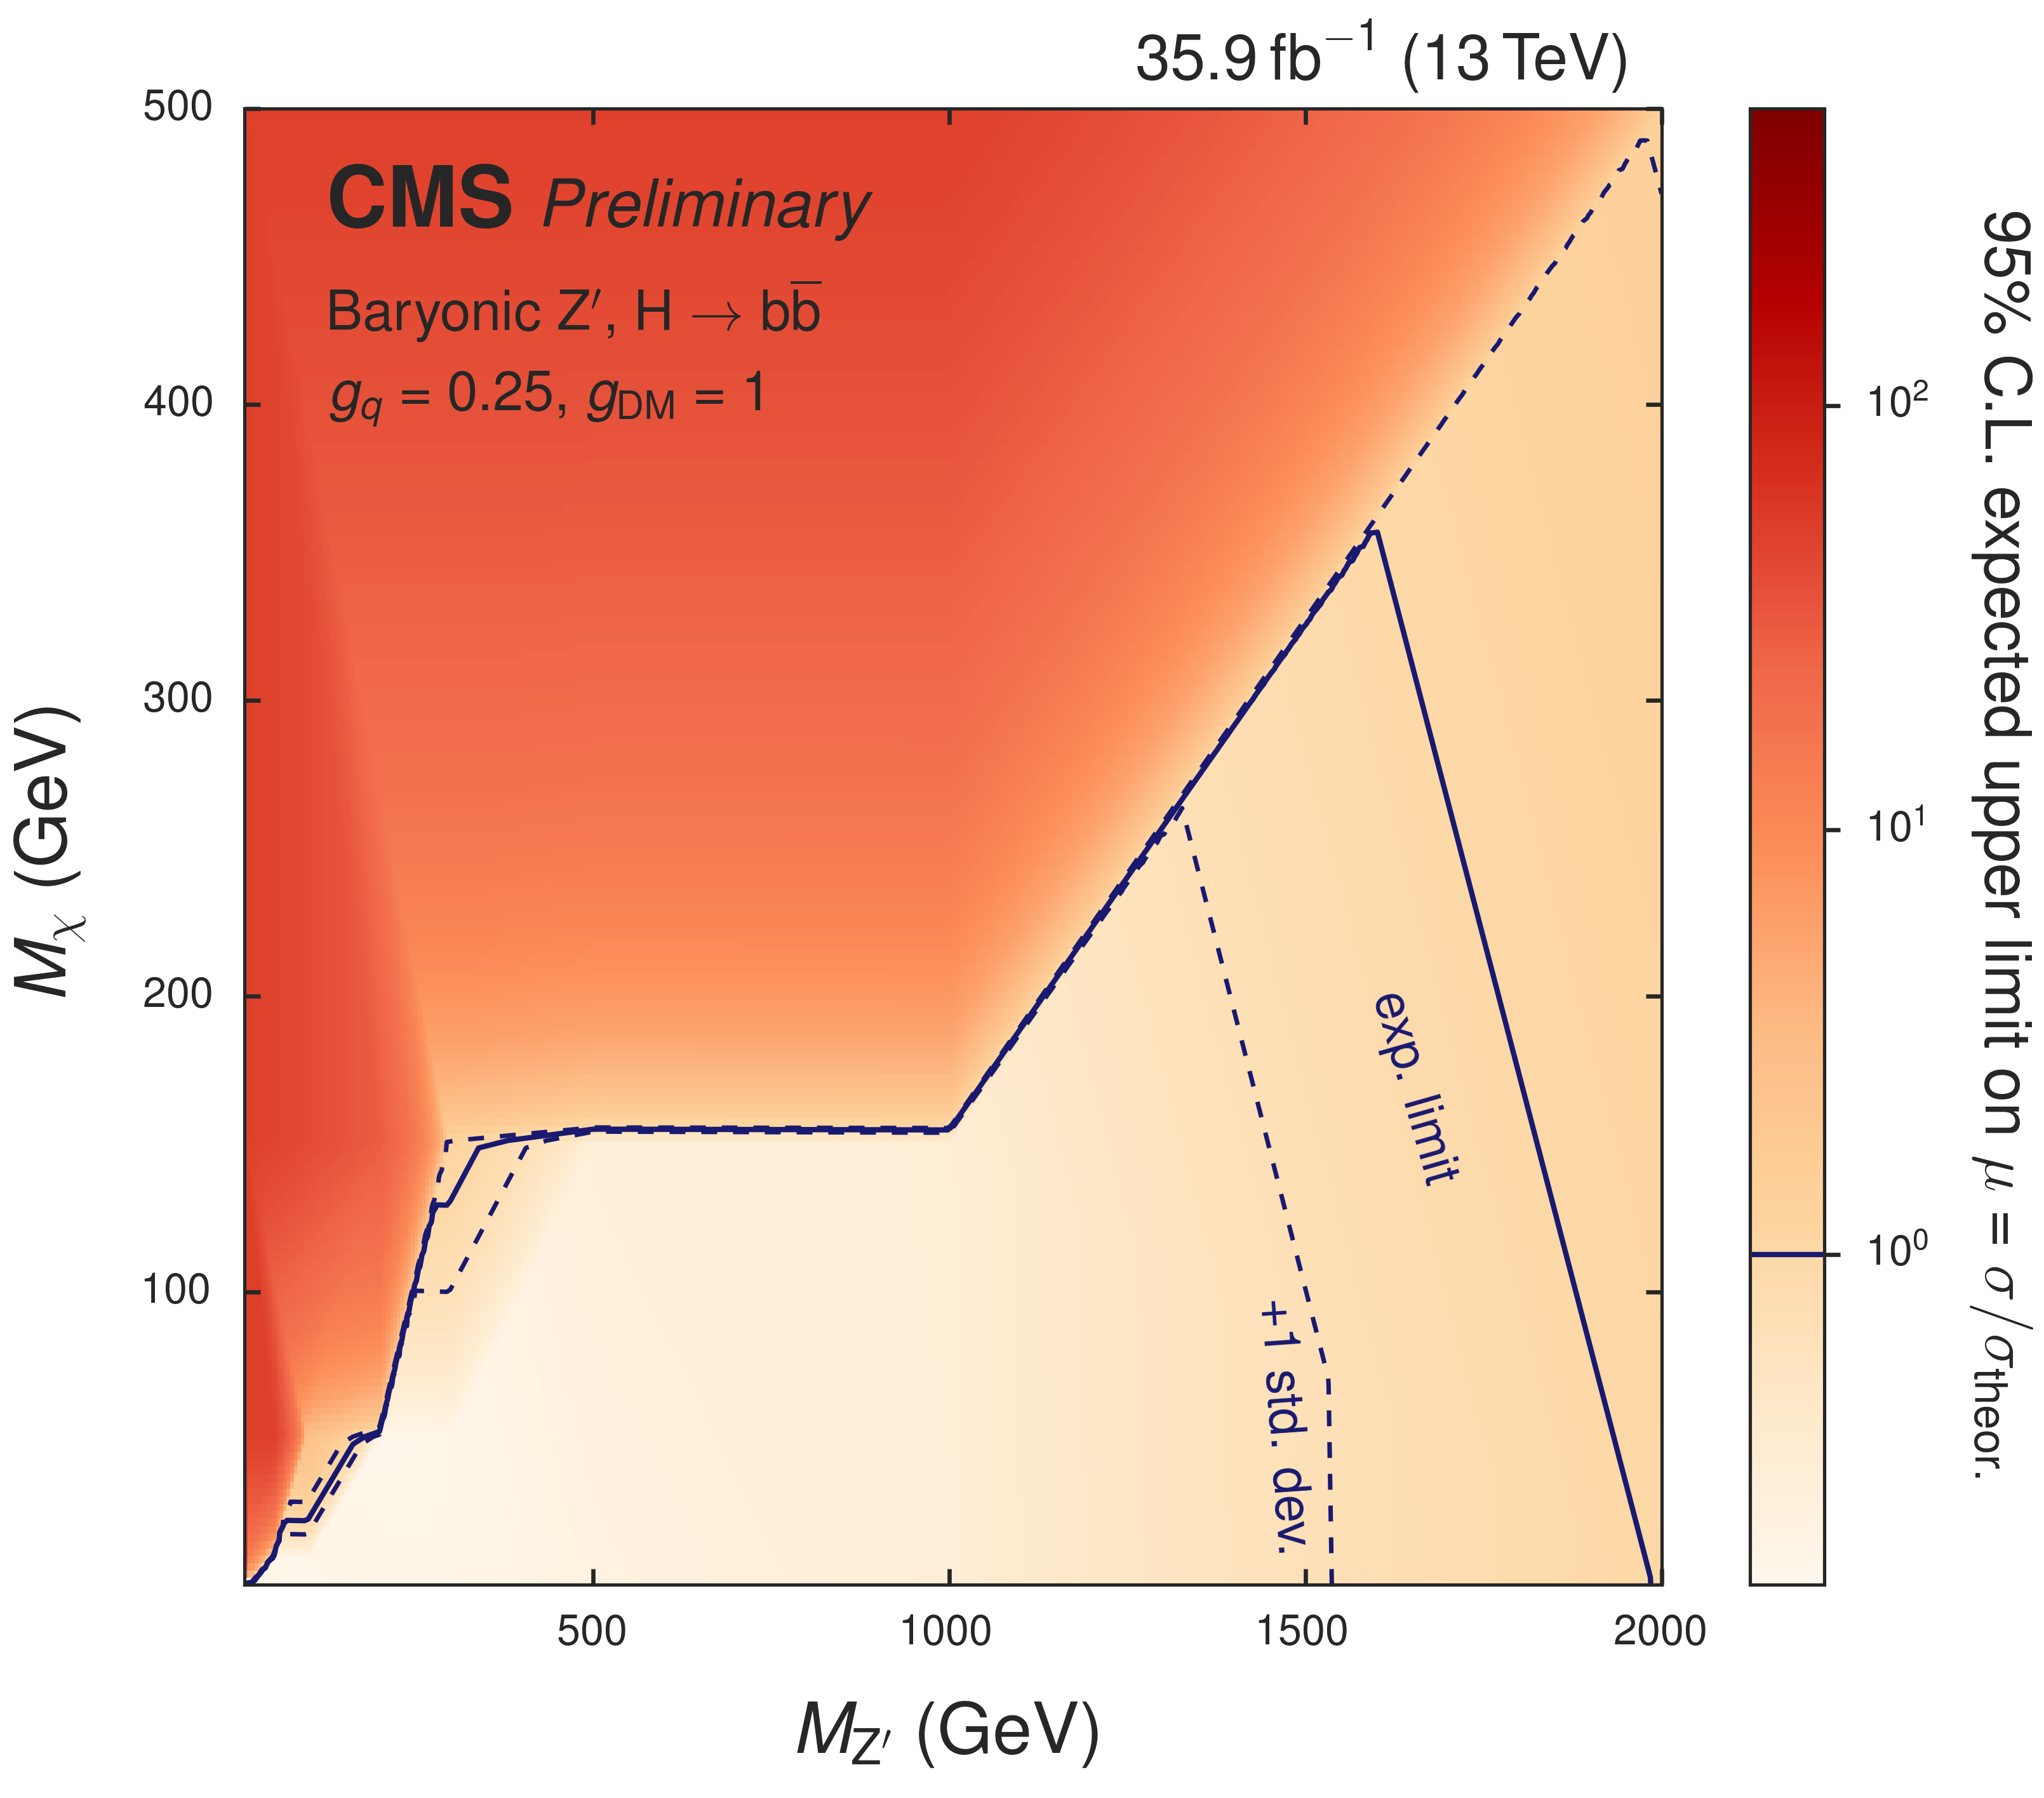 35.9 fb⁻¹ (13 TeV)
CMS Preliminary
Baryonic Z′, H → bb̅
g_q = 0.25, g_DM = 1
500
400
300
200
100
M_χ (GeV)
exp. limit
+1 std. dev.
500 1000 1500 2000
M_Z′ (GeV)
10²
10¹
10⁰
95% C.L. expected upper limit on μ = σ/σ_theor.